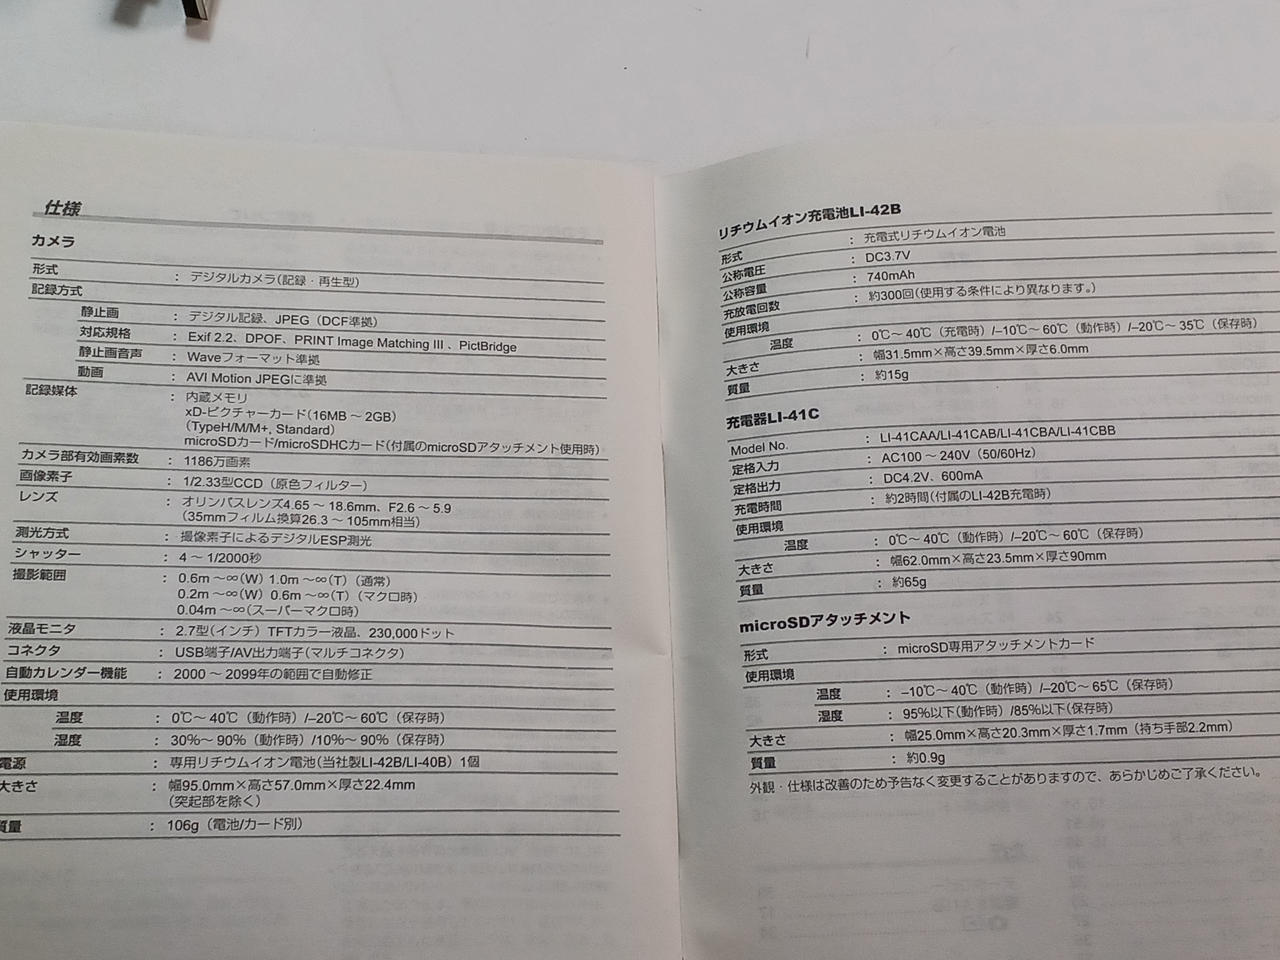 仕様
カメラ
形式 : デジタルカメラ(記録・再生型)
記録方式
静止画 : デジタル記録、JPEG(DCF準拠)
対応規格 : Exif 2.2、DPOF、PRINT Image Matching III 、PictBridge
静止画音声 : Waveフォーマット準拠
動画 : AVI Motion JPEGに準拠
記録媒体 : 内蔵メモリ
xD-ピクチャーカード(16MB ~ 2GB)
(TypeH/M/M+, Standard)
microSDカード/microSDHCカード(付属のmicroSDアタッチメント使用時)
カメラ部有効画素数 : 1186万画素
画像素子 : 1/2.33型CCD(原色フィルター)
レンズ : オリンパスレンズ4.65 ~ 18.6mm、F2.6 ~ 5.9
(35mmフィルム換算26.3 ~ 105mm相当)
測光方式 : 撮像素子によるデジタルESP測光
シャッター : 4 ~ 1/2000秒
撮影範囲 : 0.6m ~∞(W) 1.0m ~∞(T)(通常)
0.2m ~∞(W) 0.6m ~∞(T)(マクロ時)
0.04m ~∞(スーパーマクロ時)
液晶モニタ : 2.7型(インチ)TFTカラー液晶、230,000ドット
コネクタ : USB端子/AV出力端子(マルチコネクタ)
自動カレンダー機能 : 2000 ~ 2099年の範囲で自動修正
使用環境
温度 : 0℃~ 40℃(動作時)/–20℃~ 60℃(保存時)
湿度 : 30%~ 90%(動作時)/10%~ 90%(保存時)
電源 : 専用リチウムイオン電池(当社製LI-42B/LI-40B)1個
大きさ : 幅95.0mm×高さ57.0mm×厚さ22.4mm
(突起部を除く)
質量 : 106g(電池/カード別)
リチウムイオン充電池LI-42B
形式 : 充電式リチウムイオン電池
公称電圧 : DC3.7V
公称容量 : 740mAh
充放電回数 : 約300回(使用する条件により異なります。)
使用環境
温度 : 0℃~ 40℃(充電時)/–10℃~ 60℃(動作時)/–20℃~ 35℃(保存時)
大きさ : 幅31.5mm×高さ39.5mm×厚さ6.0mm
質量 : 約15g
充電器LI-41C
Model No. : LI-41CAA/LI-41CAB/LI-41CBA/LI-41CBB
定格入力 : AC100 ~ 240V(50/60Hz)
定格出力 : DC4.2V、600mA
充電時間 : 約2時間(付属のLI-42B充電時)
使用環境
温度 : 0℃~ 40℃(動作時)/–20℃~ 60℃(保存時)
大きさ : 幅62.0mm×高さ23.5mm×厚さ90mm
質量 : 約65g
microSDアタッチメント
形式 : microSD専用アタッチメントカード
使用環境
温度 : –10℃~ 40℃(動作時)/–20℃~ 65℃(保存時)
湿度 : 95%以下(動作時)/85%以下(保存時)
大きさ : 幅25.0mm×高さ20.3mm×厚さ1.7mm(持ち手部2.2mm)
質量 : 約0.9g
外観・仕様は改善のため予告なく変更することがありますので、あらかじめご了承ください。